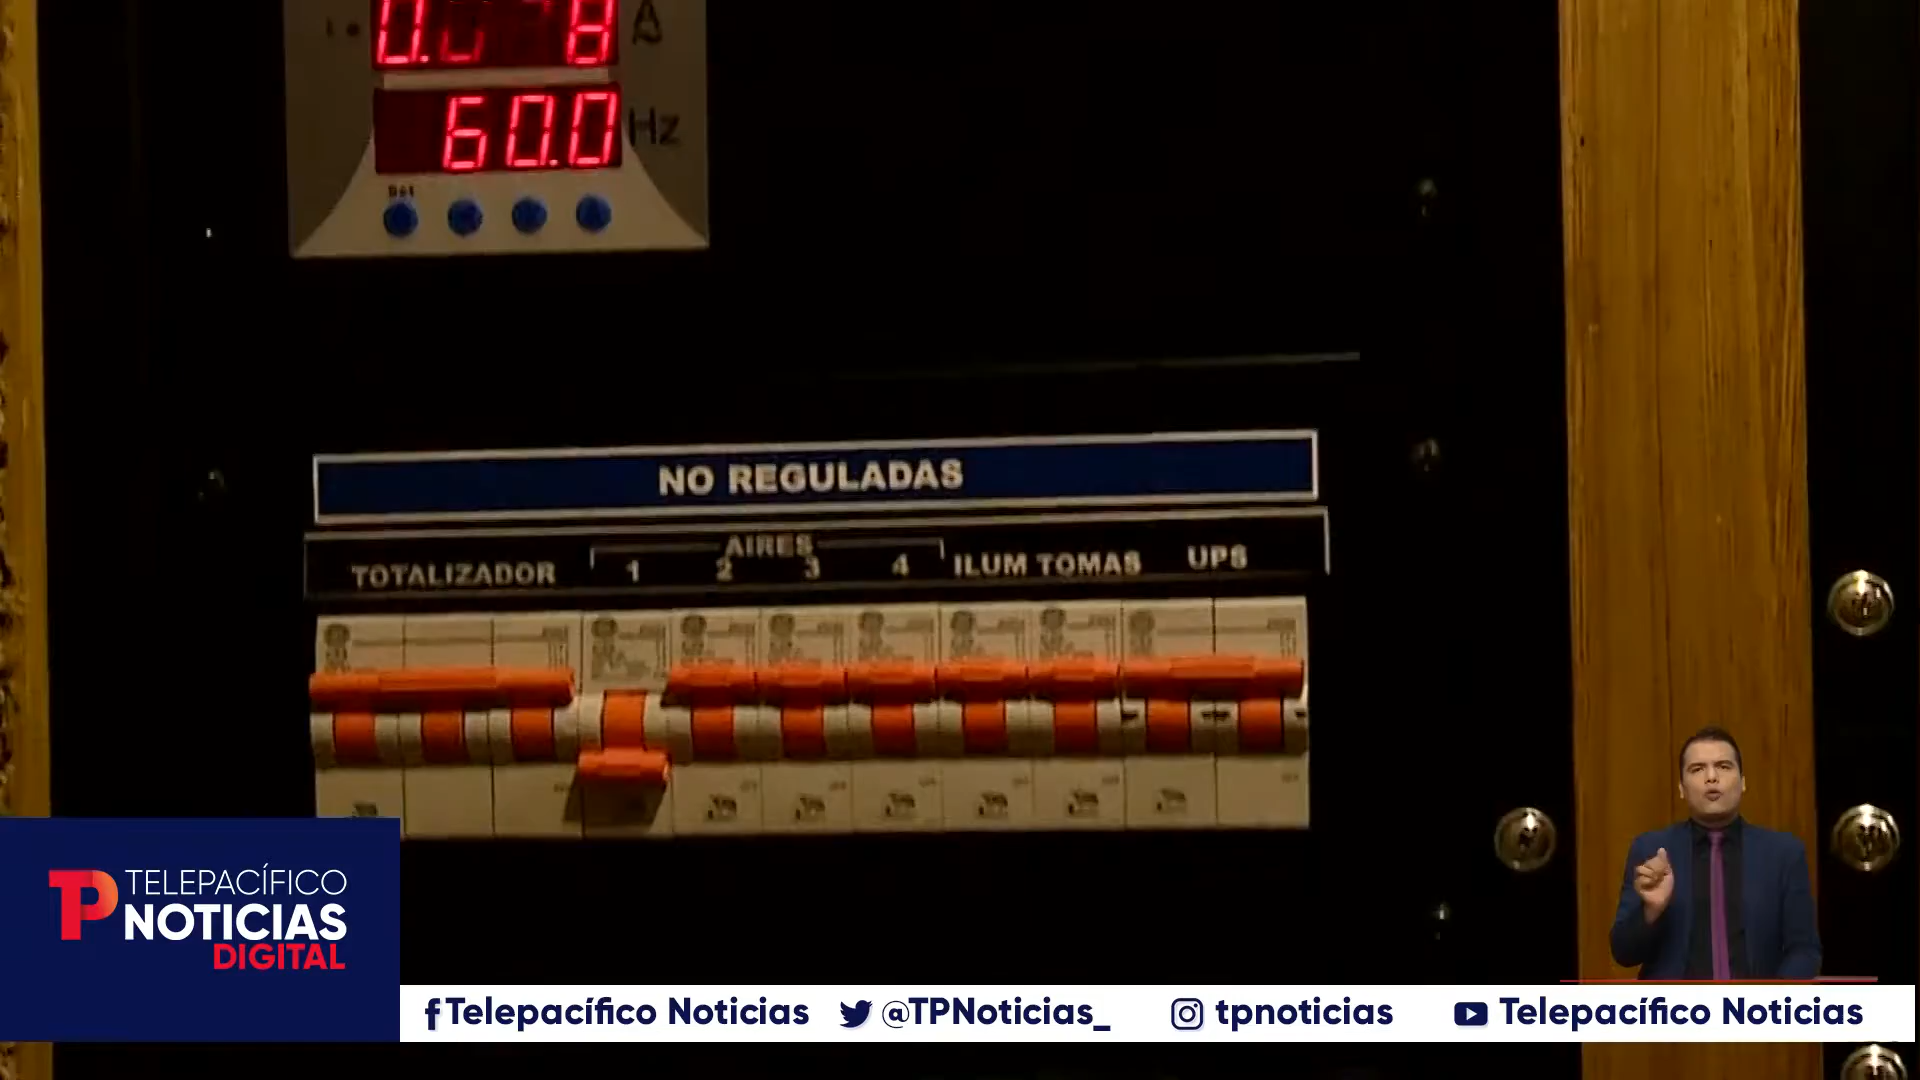 A
60.0 Hz
Set
NO REGULADAS
AIRES
TOTALIZADOR 1 2 3 4 ILUM TOMAS UPS
TELEPACÍFICO
NOTICIAS
DIGITAL
Telepacífico Noticias @TPNoticias_ tpnoticias Telepacífico Noticias